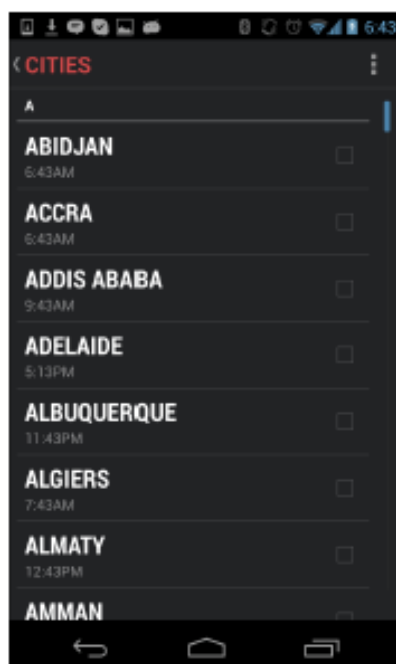 6:43
CITIES
A
ABIDJAN
6:43AM
ACCRA
6:43AM
ADDIS ABABA
9:43AM
ADELAIDE
5:13PM
ALBUQUERQUE
11:43PM
ALGIERS
7:43AM
ALMATY
12:43PM
AMMAN